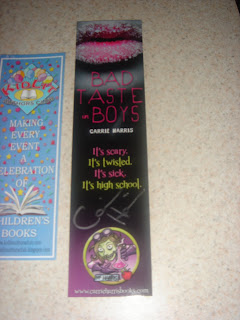 MAKING
EVERY
EVENT
A
CELEBRATION
OF
CHILDREN'S
BOOKS
BAD
TASTE
IN
BOYS
CARRIE HARRIS
It's scary.
It's twisted.
It's sick.
It's high school.
www.carrieharrisbooks.com